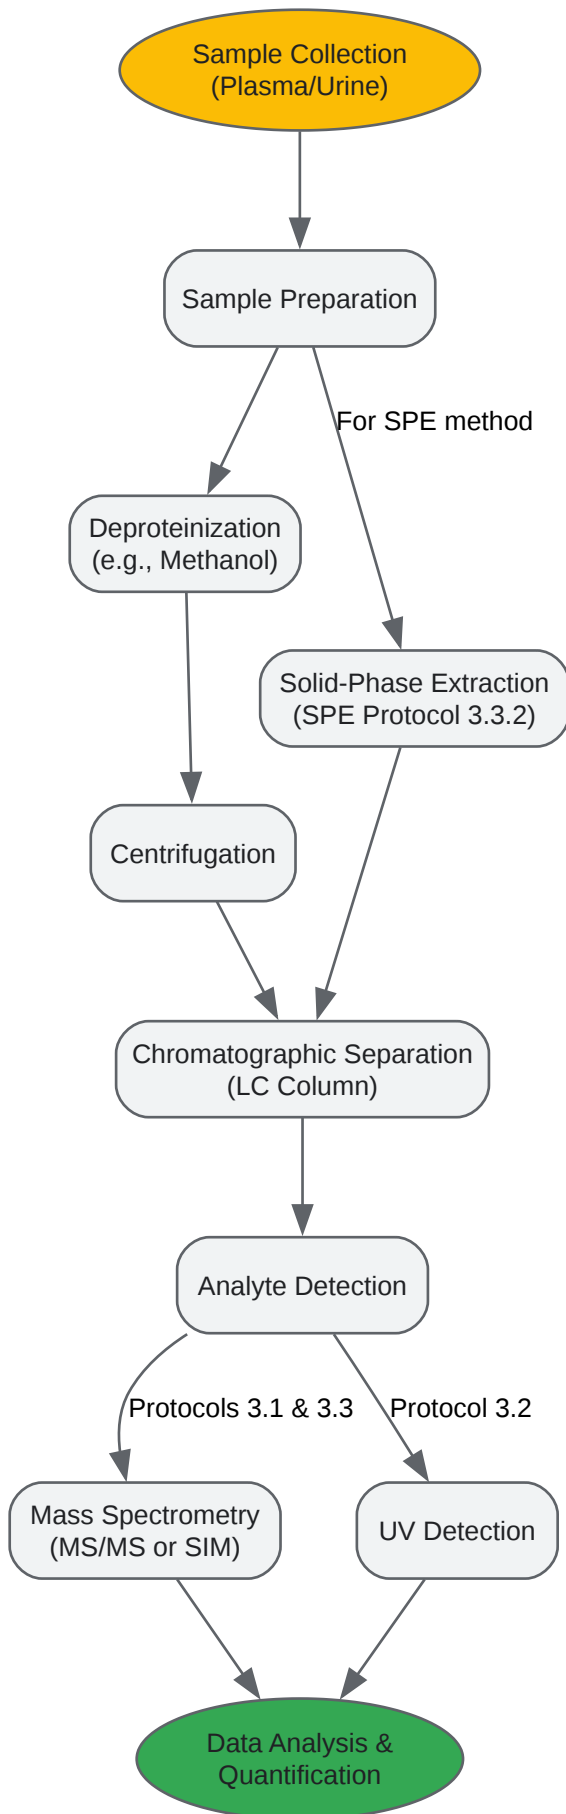 Sample Collection
(Plasma/Urine)
Sample Preparation
For SPE method
Deproteinization
(e.g., Methanol)
Solid-Phase Extraction
(SPE Protocol 3.3.2)
Centrifugation
Chromatographic Separation
(LC Column)
Analyte Detection
Protocols 3.1 & 3.3
Protocol 3.2
Mass Spectrometry
(MS/MS or SIM)
UV Detection
Data Analysis &
Quantification